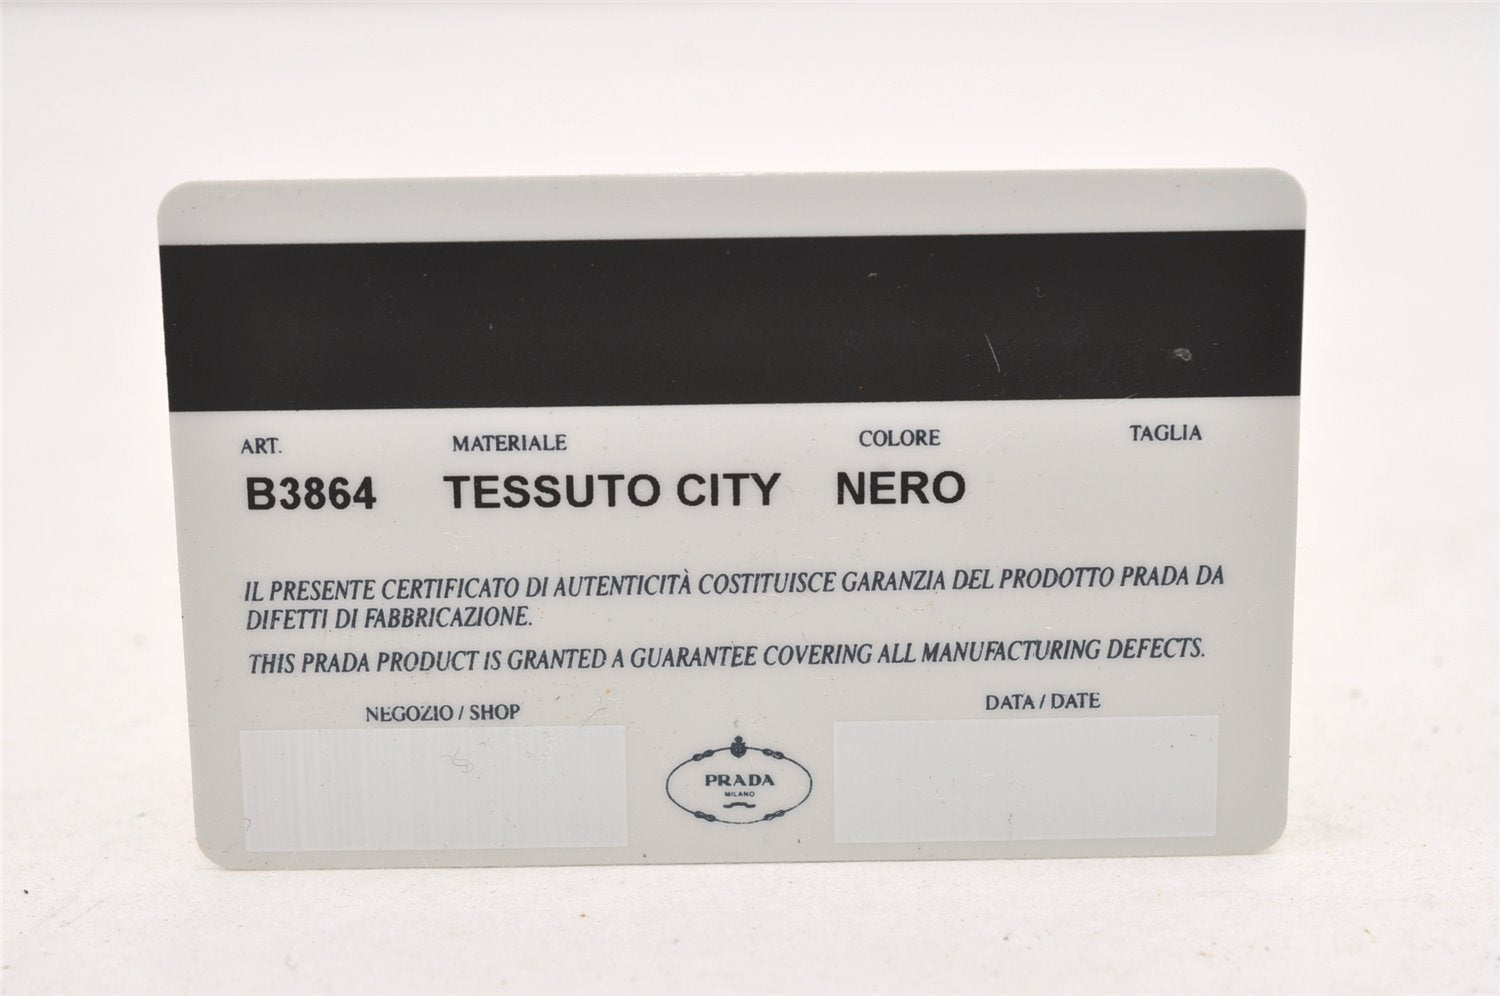 ART. MATERIALE COLORE TAGLIA
B3864 TESSUTO CITY NERO
IL PRESENTE CERTIFICATO DI AUTENTICITÀ COSTITUISCE GARANZIA DEL PRODOTTO PRADA DA
DIFETTI DI FABBRICAZIONE.
THIS PRADA PRODUCT IS GRANTED A GUARANTEE COVERING ALL MANUFACTURING DEFECTS.
NEGOZIO / SHOP DATA / DATE
PRADA
MILANO